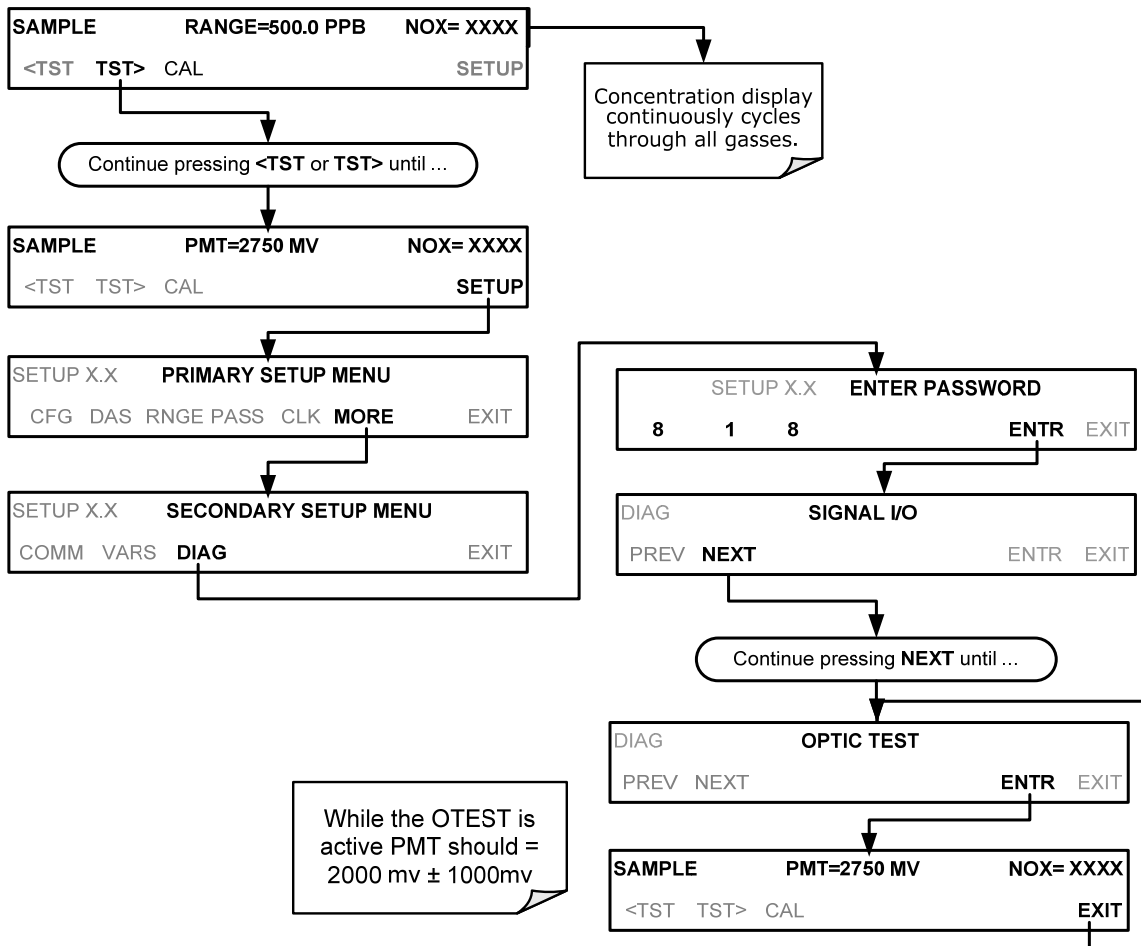 SAMPLE RANGE=500.0 PPB NOX= XXXX
<TST TST> CAL SETUP
Concentration display
continuously cycles
through all gasses.
Continue pressing <TST or TST> until ...
SAMPLE PMT=2750 MV NOX= XXXX
<TST TST> CAL SETUP
SETUP X.X PRIMARY SETUP MENU
CFG DAS RNGE PASS CLK MORE EXIT
SETUP X.X SECONDARY SETUP MENU
COMM VARS DIAG EXIT
SETUP X.X ENTER PASSWORD
8 1 8 ENTR EXIT
DIAG SIGNAL I/O
PREV NEXT ENTR EXIT
Continue pressing NEXT until ...
DIAG OPTIC TEST
PREV NEXT ENTR EXIT
While the OTEST is
active PMT should =
2000 mv ± 1000mv
SAMPLE PMT=2750 MV NOX= XXXX
<TST TST> CAL EXIT